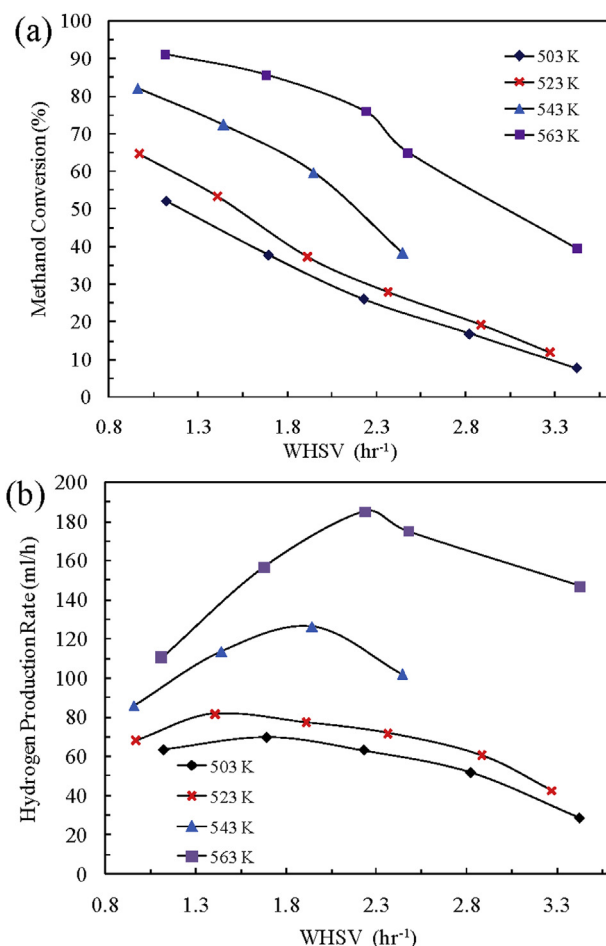 (a)
100
90
80
70
60
50
40
30
20
10
0
Methanol Conversion (%)
503 K
523 K
543 K
563 K
0.8 1.3 1.8 2.3 2.8 3.3
WHSV (hr⁻¹)
(b)
200
180
160
140
120
100
80
60
40
20
0
Hydrogen Production Rate (ml/h)
503 K
523 K
543 K
563 K
0.8 1.3 1.8 2.3 2.8 3.3
WHSV (hr⁻¹)